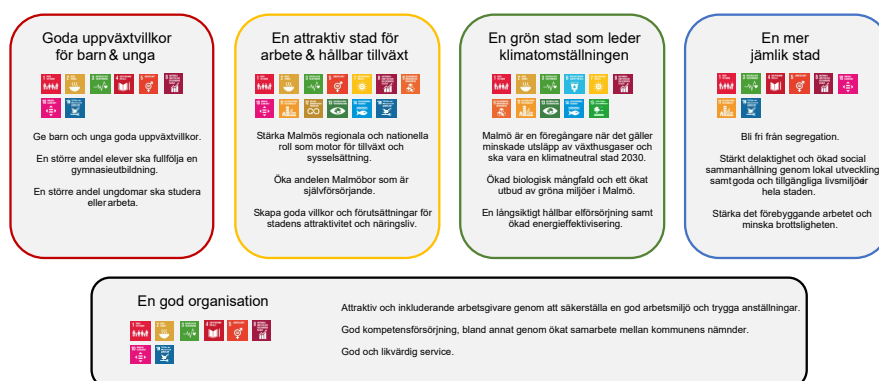 Goda uppväxtvillkor
för barn & unga
Ge barn och unga goda uppväxtvillkor.
En större andel elever ska fullfölja en
gymnasieutbildning.
En större andel ungdomar ska studera
eller arbeta.
En attraktiv stad för
arbete & hållbar tillväxt
Stärka Malmös regionala och nationella
roll som motor för tillväxt och
sysselsättning.
Öka andelen Malmöbor som är
självförsörjande.
Skapa goda villkor och förutsättningar för
stadens attraktivitet och näringsliv.
En grön stad som leder
klimatomställningen
Malmö är en föregångare när det gäller
minskade utsläpp av växthusgaser och
ska vara en klimatneutral stad 2030.
Ökad biologisk mångfald och ett ökat
utbud av gröna miljöer i Malmö.
En långsiktigt hållbar elförsörjning samt
ökad energieffektivisering.
En mer
jämlik stad
Bli fri från segregation.
Stärkt delaktighet och ökad social
sammanhållning genom lokal utveckling
samt goda och tillgängliga livsmiljöer i
hela staden.
Stärka det förebyggande arbetet och
minska brottsligheten.
En god organisation
Attraktiv och inkluderande arbetsgivare genom att säkerställa en god arbetsmiljö och trygga anställningar.
God kompetensförsörjning, bland annat genom ökat samarbete mellan kommunens nämnder.
God och likvärdig service.